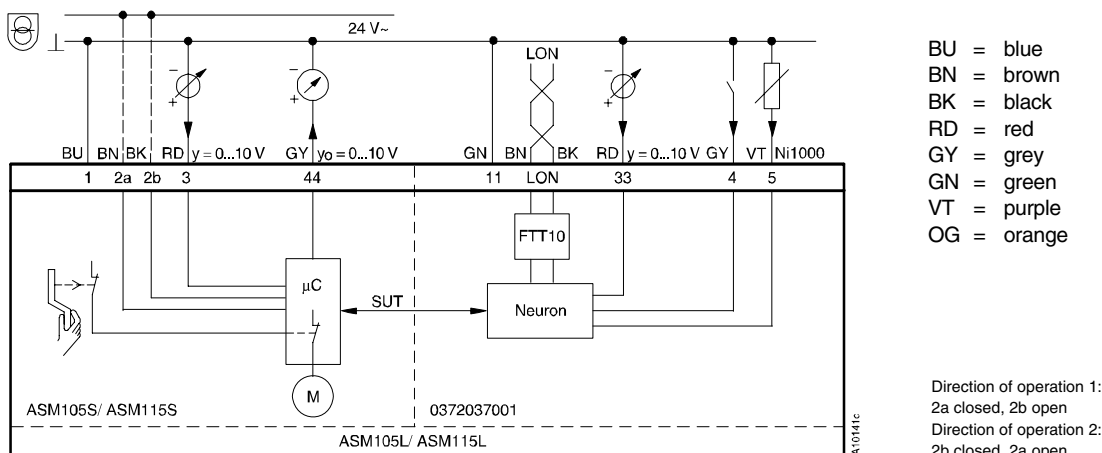 24 V~
⊥
LON
BU BN BK RD y = 0...10 V GY yo = 0...10 V GN BN BK RD y = 0...10 V GY VT Ni1000
1 2a 2b 3 44 11 LON 33 4 5
FTT10
µC
SUT
Neuron
M
ASM105S/ ASM115S
0372037001
ASM105L/ ASM115L
A10141c
BU = blue
BN = brown
BK = black
RD = red
GY = grey
GN = green
VT = purple
OG = orange
Direction of operation 1:
2a closed, 2b open
Direction of operation 2:
2b closed, 2a open